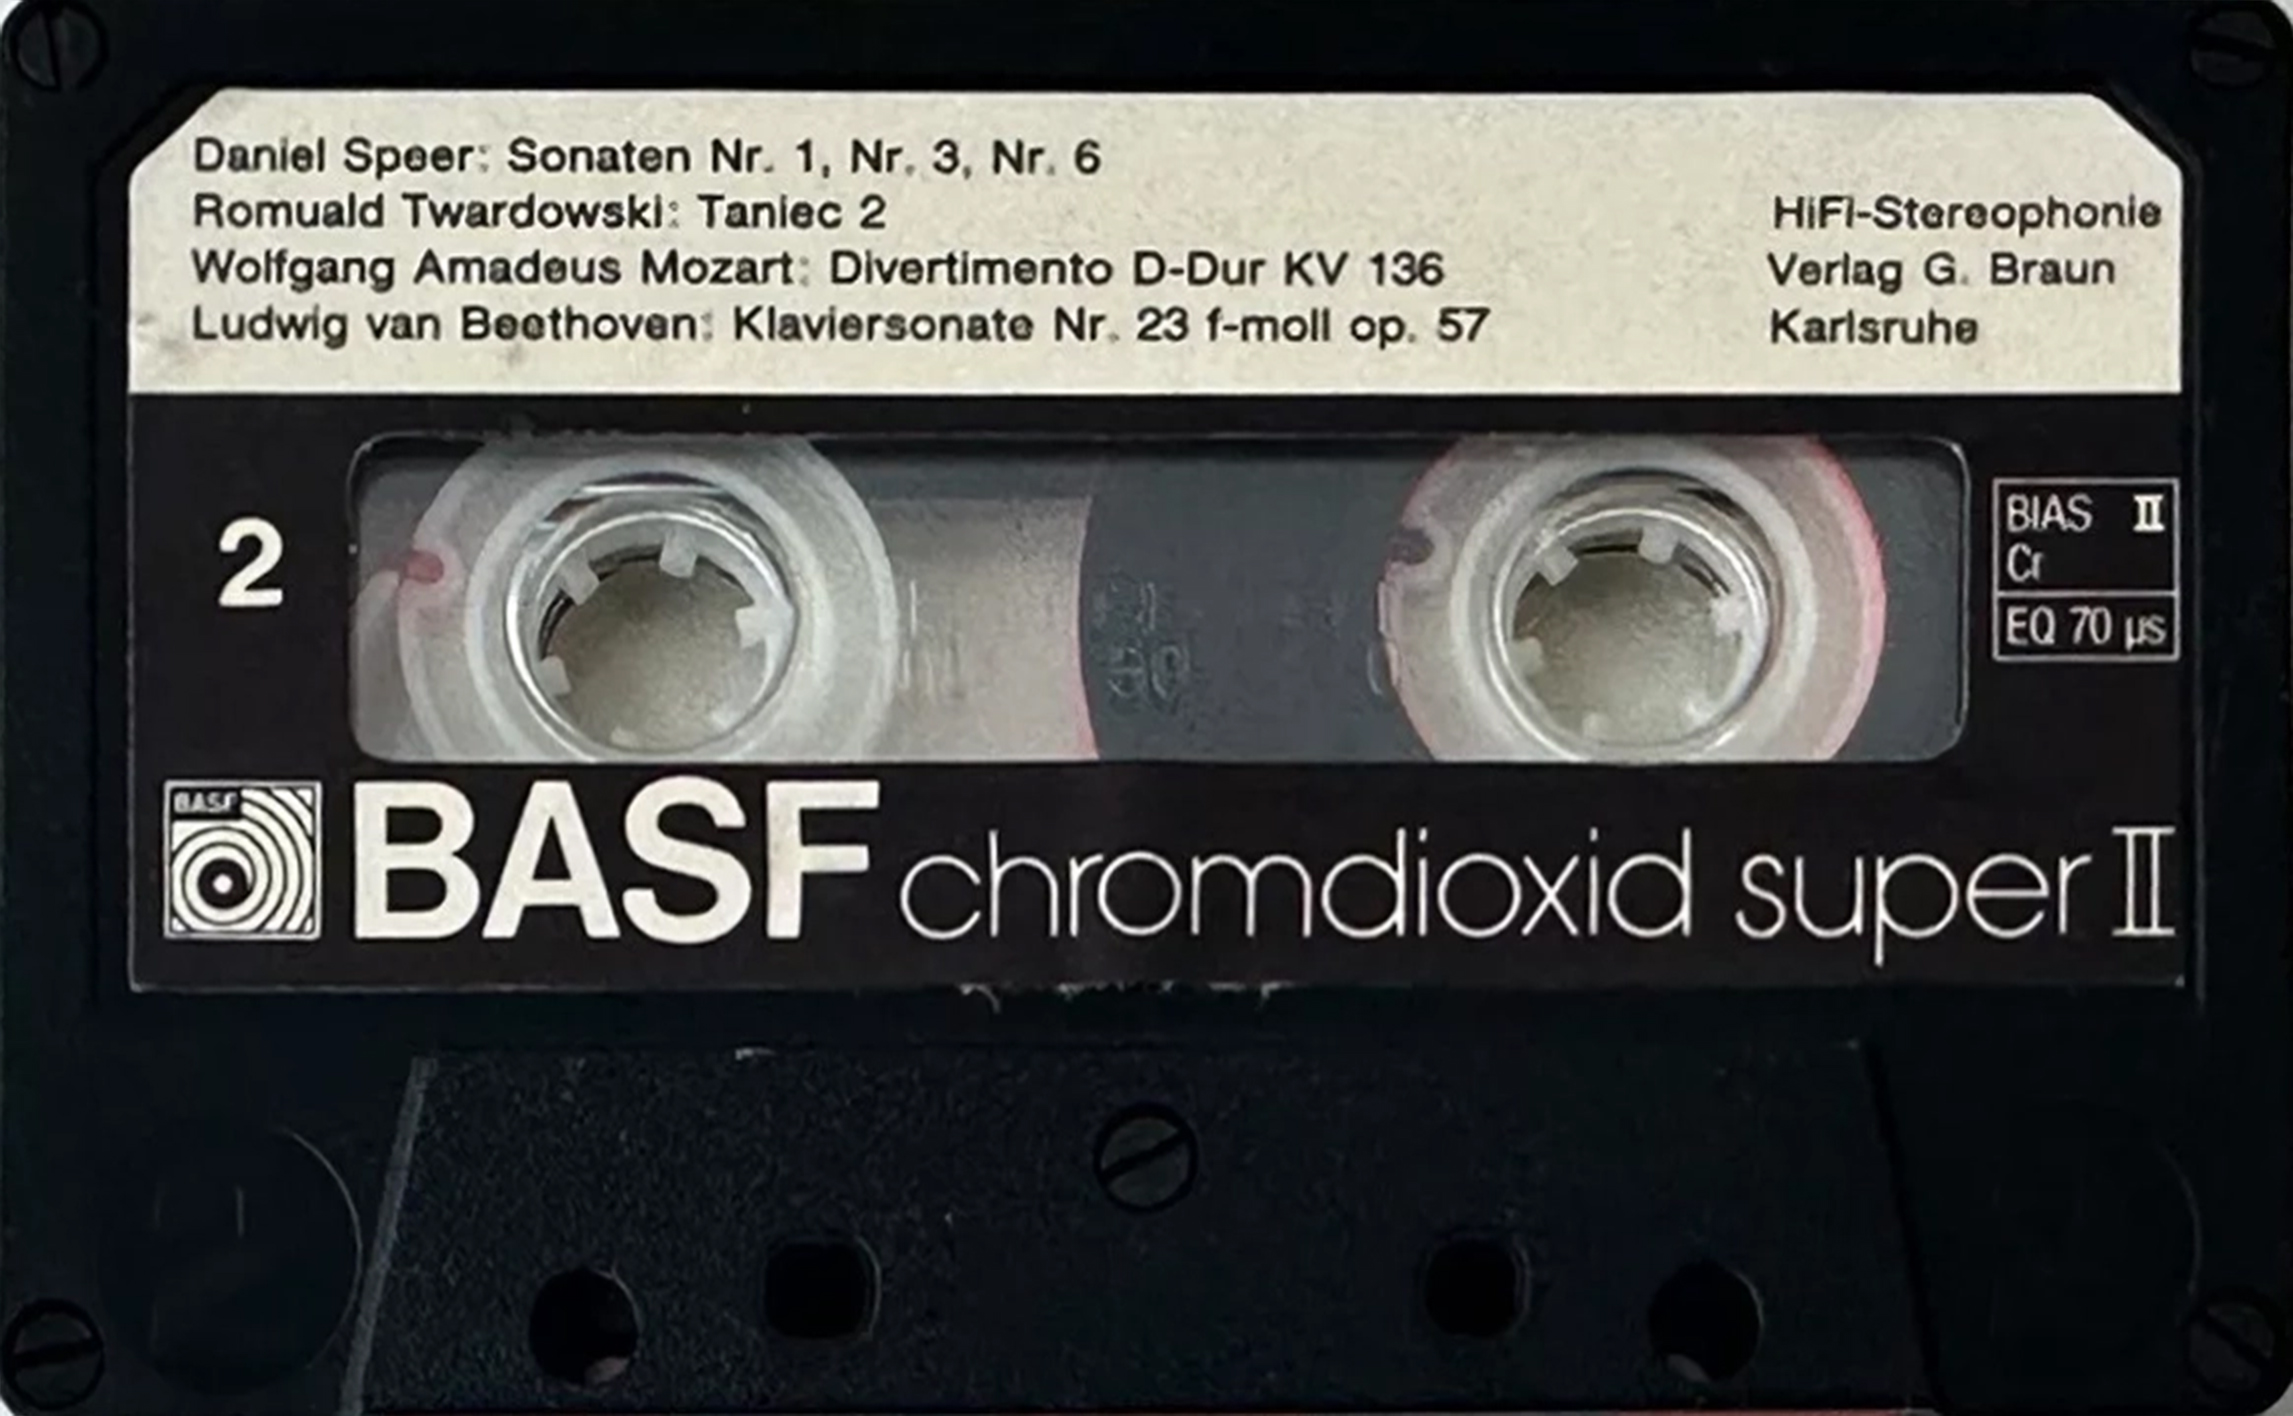 Daniel Speer: Sonaten Nr. 1, Nr. 3, Nr. 6
Romuald Twardowski: Taniec 2
Wolfgang Amadeus Mozart: Divertimento D-Dur KV 136
Ludwig van Beethoven: Klaviersonate Nr. 23 f-moll op. 57
HiFi-Stereophonie
Verlag G. Braun
Karlsruhe
2
BIAS II
Cr
EQ 70 µs
BASF
BASF chromdioxid super II